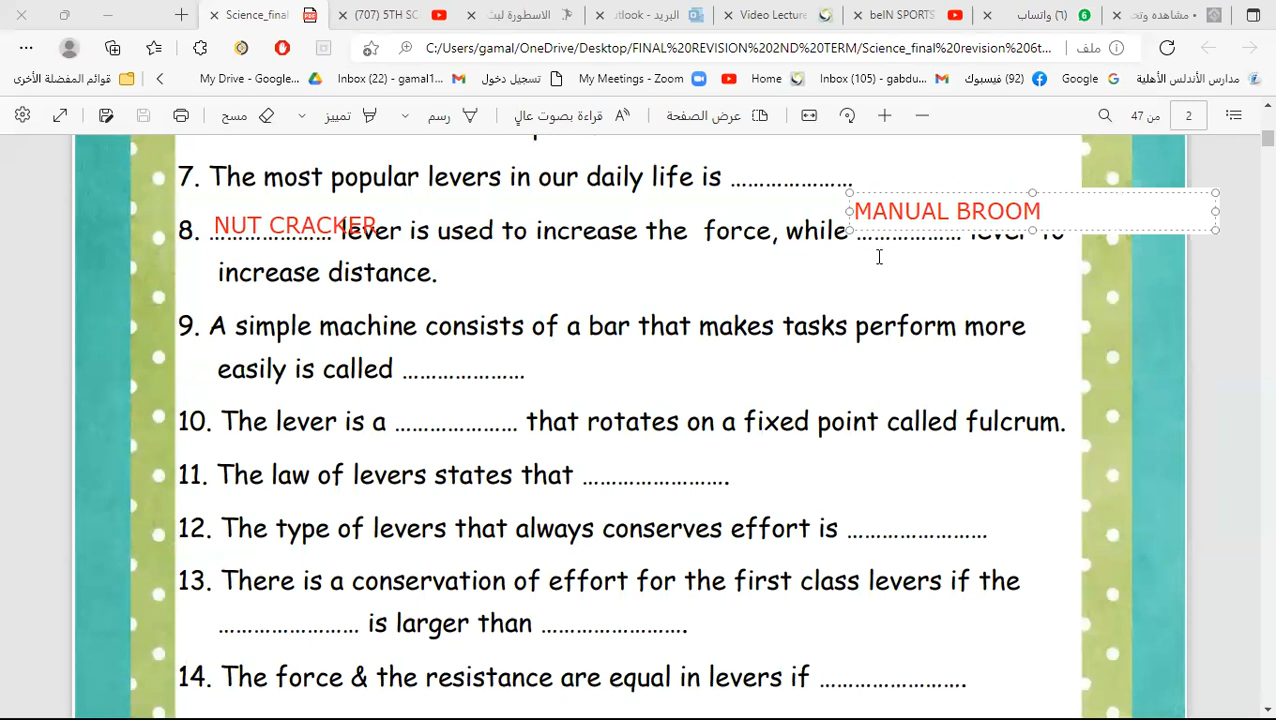 Science_final
(707) 5TH SC
الاسطورة لبث
البريد - tlook
Video Lecture
beIN SPORTS
(٦) واتساب
مشاهده وتح
C:/Users/gamal/OneDrive/Desktop/FINAL%20REVISION%202ND%20TERM/Science_final%20revision%206t...
ملف
قوائم المفضلة الأخرى
My Drive - Google...
Inbox (22) - gamal1...
تسجيل دخول
My Meetings - Zoom
Home
Inbox (105) - gabdu...
(92) فيسبوك
Google
مدارس الأندلس الأهلية
مسح
تمييز
رسم
قراءة بصوت عالٍ
عرض الصفحة
من 47
2
7. The most popular levers in our daily life is .....................
MANUAL BROOM
NUT CRACKER
8. ..................... lever is used to increase the force, while .................. lever to
increase distance.
9. A simple machine consists of a bar that makes tasks perform more
easily is called .....................
10. The lever is a ..................... that rotates on a fixed point called fulcrum.
11. The law of levers states that .........................
12. The type of levers that always conserves effort is ........................
13. There is a conservation of effort for the first class levers if the
........................ is larger than .........................
14. The force & the resistance are equal in levers if .........................